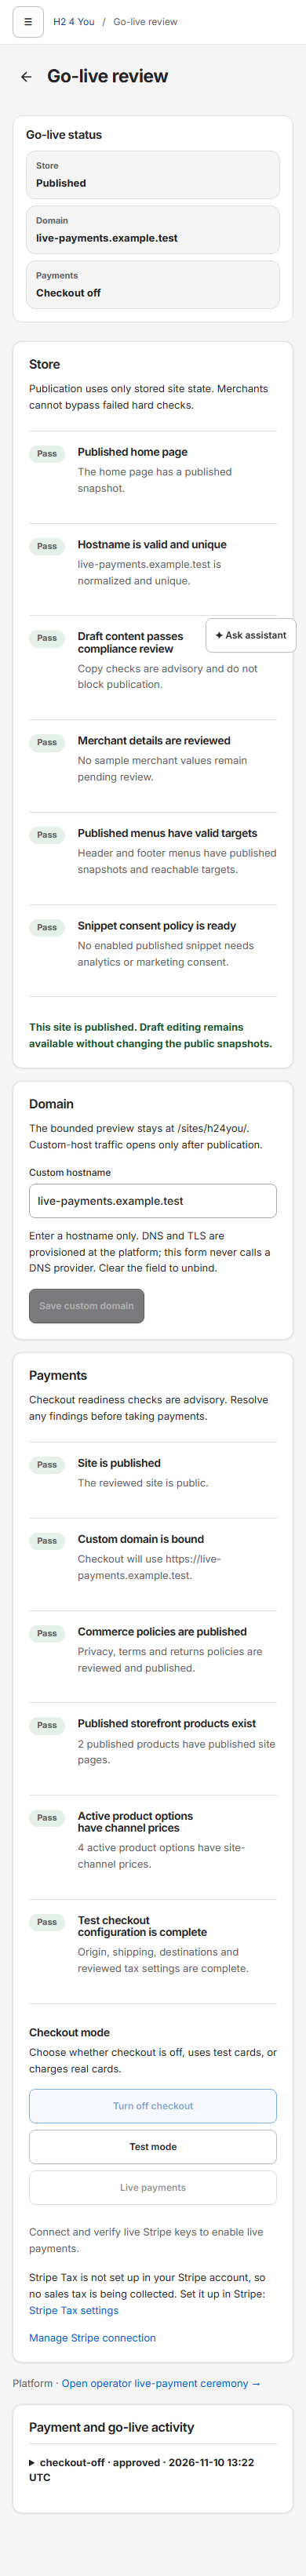 ☰ H2 4 You / Go-live review
← Go-live review
Go-live status
Store
Published
Domain
live-payments.example.test
Payments
Checkout off
Store
Publication uses only stored site state. Merchants
cannot bypass failed hard checks.
Pass Published home page
The home page has a published
snapshot.
Pass Hostname is valid and unique
live-payments.example.test is
normalized and unique.
Pass Draft content passes
compliance review
✦ Ask assistant
Copy checks are advisory and do not
block publication.
Pass Merchant details are reviewed
No sample merchant values remain
pending review.
Pass Published menus have valid targets
Header and footer menus have published
snapshots and reachable targets.
Pass Snippet consent policy is ready
No enabled published snippet needs
analytics or marketing consent.
This site is published. Draft editing remains
available without changing the public snapshots.
Domain
The bounded preview stays at /sites/h24you/.
Custom-host traffic opens only after publication.
Custom hostname
live-payments.example.test
Enter a hostname only. DNS and TLS are
provisioned at the platform; this form never calls a
DNS provider. Clear the field to unbind.
Save custom domain
Payments
Checkout readiness checks are advisory. Resolve
any findings before taking payments.
Pass Site is published
The reviewed site is public.
Pass Custom domain is bound
Checkout will use https://live-
payments.example.test.
Pass Commerce policies are published
Privacy, terms and returns policies are
reviewed and published.
Pass Published storefront products exist
2 published products have published site
pages.
Pass Active product options
have channel prices
4 active product options have site-
channel prices.
Pass Test checkout
configuration is complete
Origin, shipping, destinations and
reviewed tax settings are complete.
Checkout mode
Choose whether checkout is off, uses test cards, or
charges real cards.
Turn off checkout
Test mode
Live payments
Connect and verify live Stripe keys to enable live
payments.
Stripe Tax is not set up in your Stripe account, so
no sales tax is being collected. Set it up in Stripe:
Stripe Tax settings
Manage Stripe connection
Platform · Open operator live-payment ceremony →
Payment and go-live activity
▶ checkout-off · approved · 2026-11-10 13:22
UTC